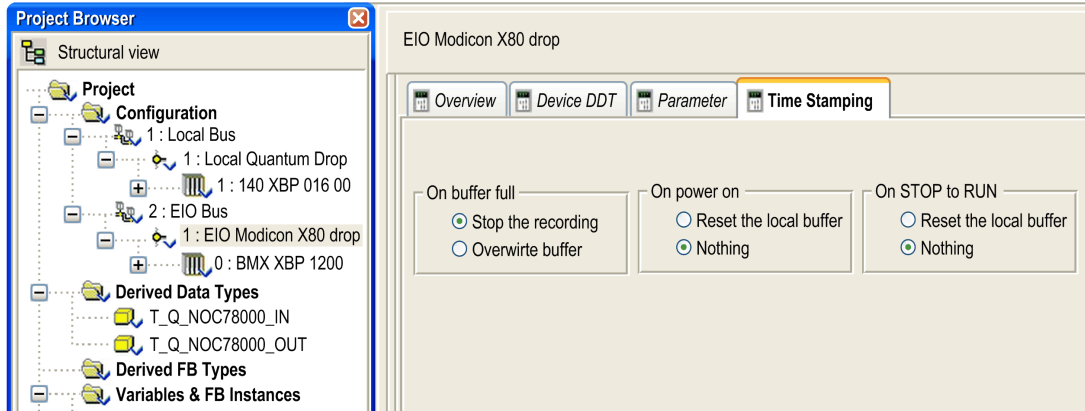 Project Browser
Structural view
Project
Configuration
1 : Local Bus
1 : Local Quantum Drop
1 : 140 XBP 016 00
2 : EIO Bus
1 : EIO Modicon X80 drop
0 : BMX XBP 1200
Derived Data Types
T_Q_NOC78000_IN
T_Q_NOC78000_OUT
Derived FB Types
Variables & FB Instances
EIO Modicon X80 drop
Overview Device DDT Parameter Time Stamping
On buffer full
Stop the recording
Overwirte buffer
On power on
Reset the local buffer
Nothing
On STOP to RUN
Reset the local buffer
Nothing